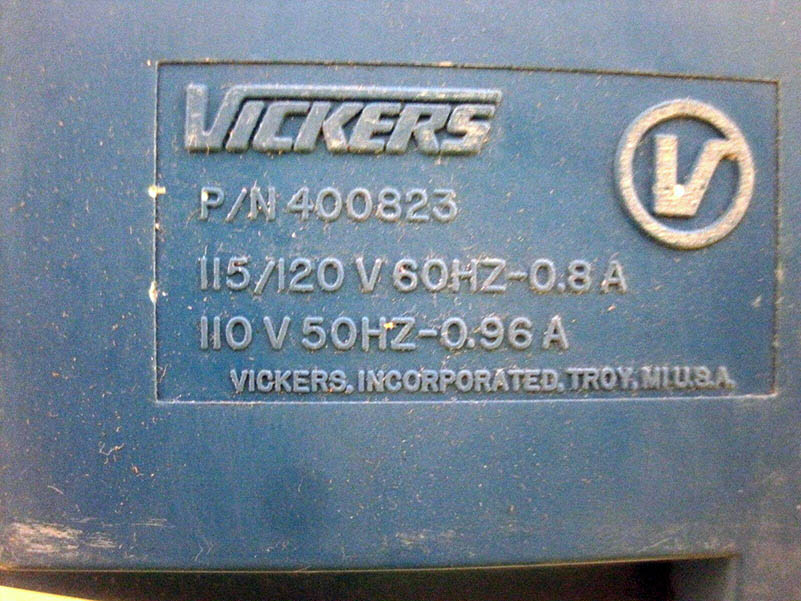 VICKERS
P/N 400823
115/120 V 60HZ-0.8 A
110 V 50HZ-0.96 A
VICKERS, INCORPORATED, TROY, MI U.S.A.
V